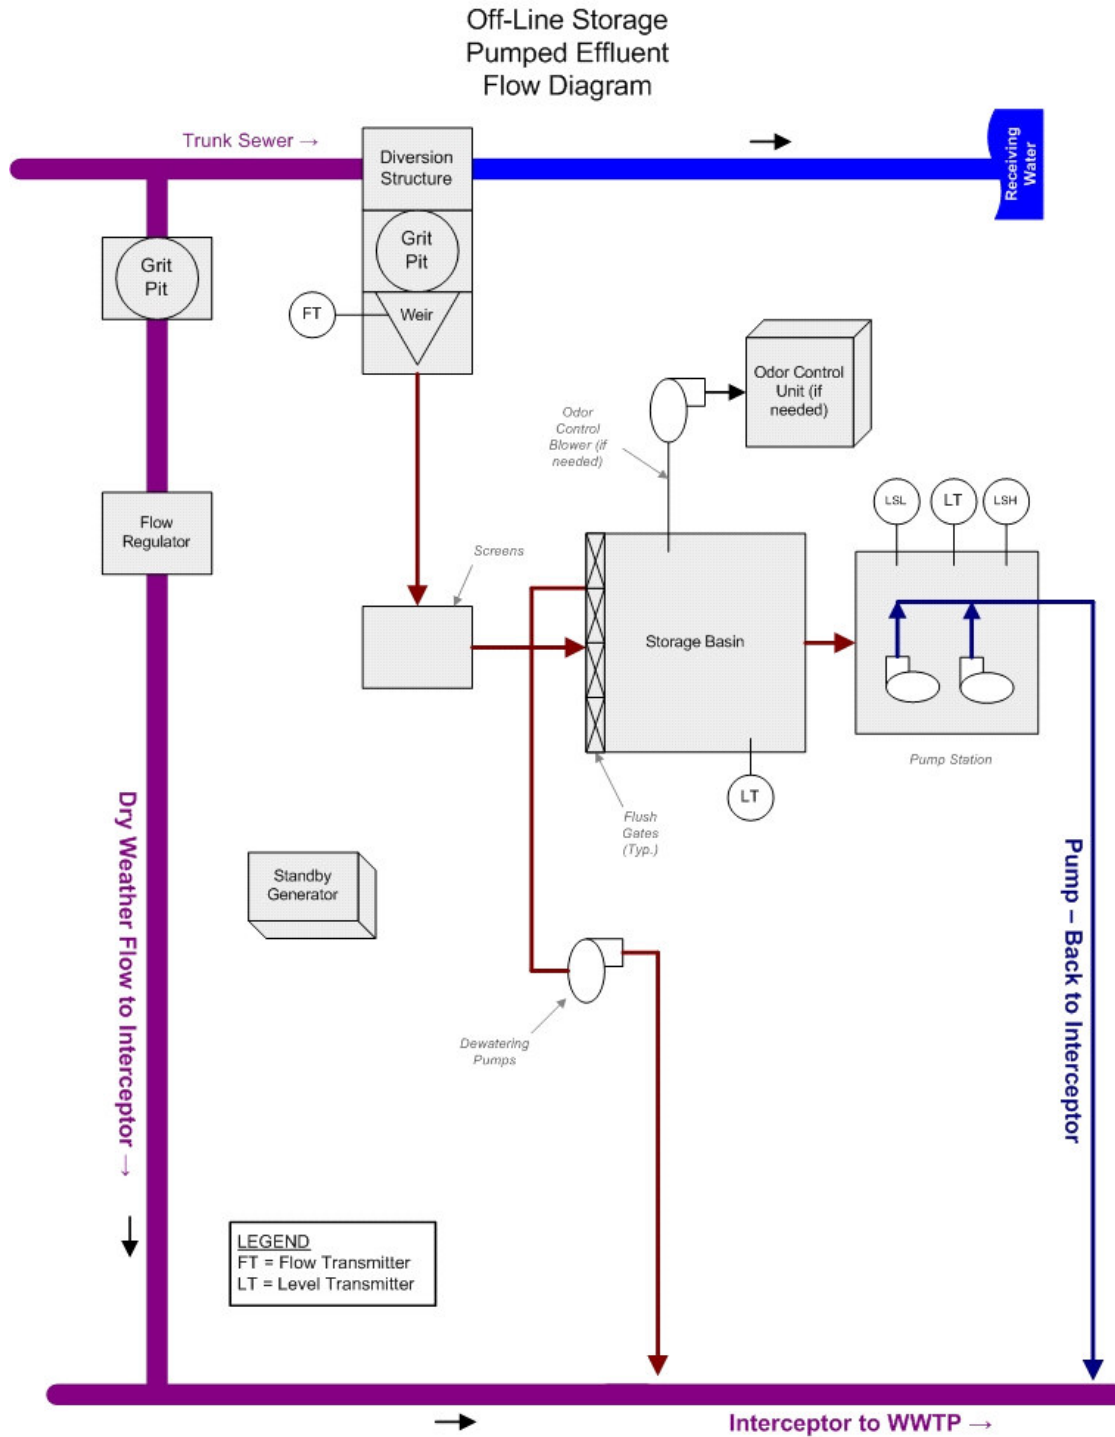 Off-Line Storage
Pumped Effluent
Flow Diagram
Trunk Sewer →
Diversion
Structure
Receiving
Water
Grit
Pit
Grit
Pit
FT
Weir
Odor Control
Unit (if
needed)
Odor
Control
Blower (if
needed)
LSL
LT
LSH
Flow
Regulator
Screens
Storage Basin
Pump Station
LT
Flush
Gates
(Typ.)
Standby
Generator
Dry Weather Flow to Interceptor →
Pump – Back to Interceptor
Dewatering
Pumps
LEGEND
FT = Flow Transmitter
LT = Level Transmitter
Interceptor to WWTP →